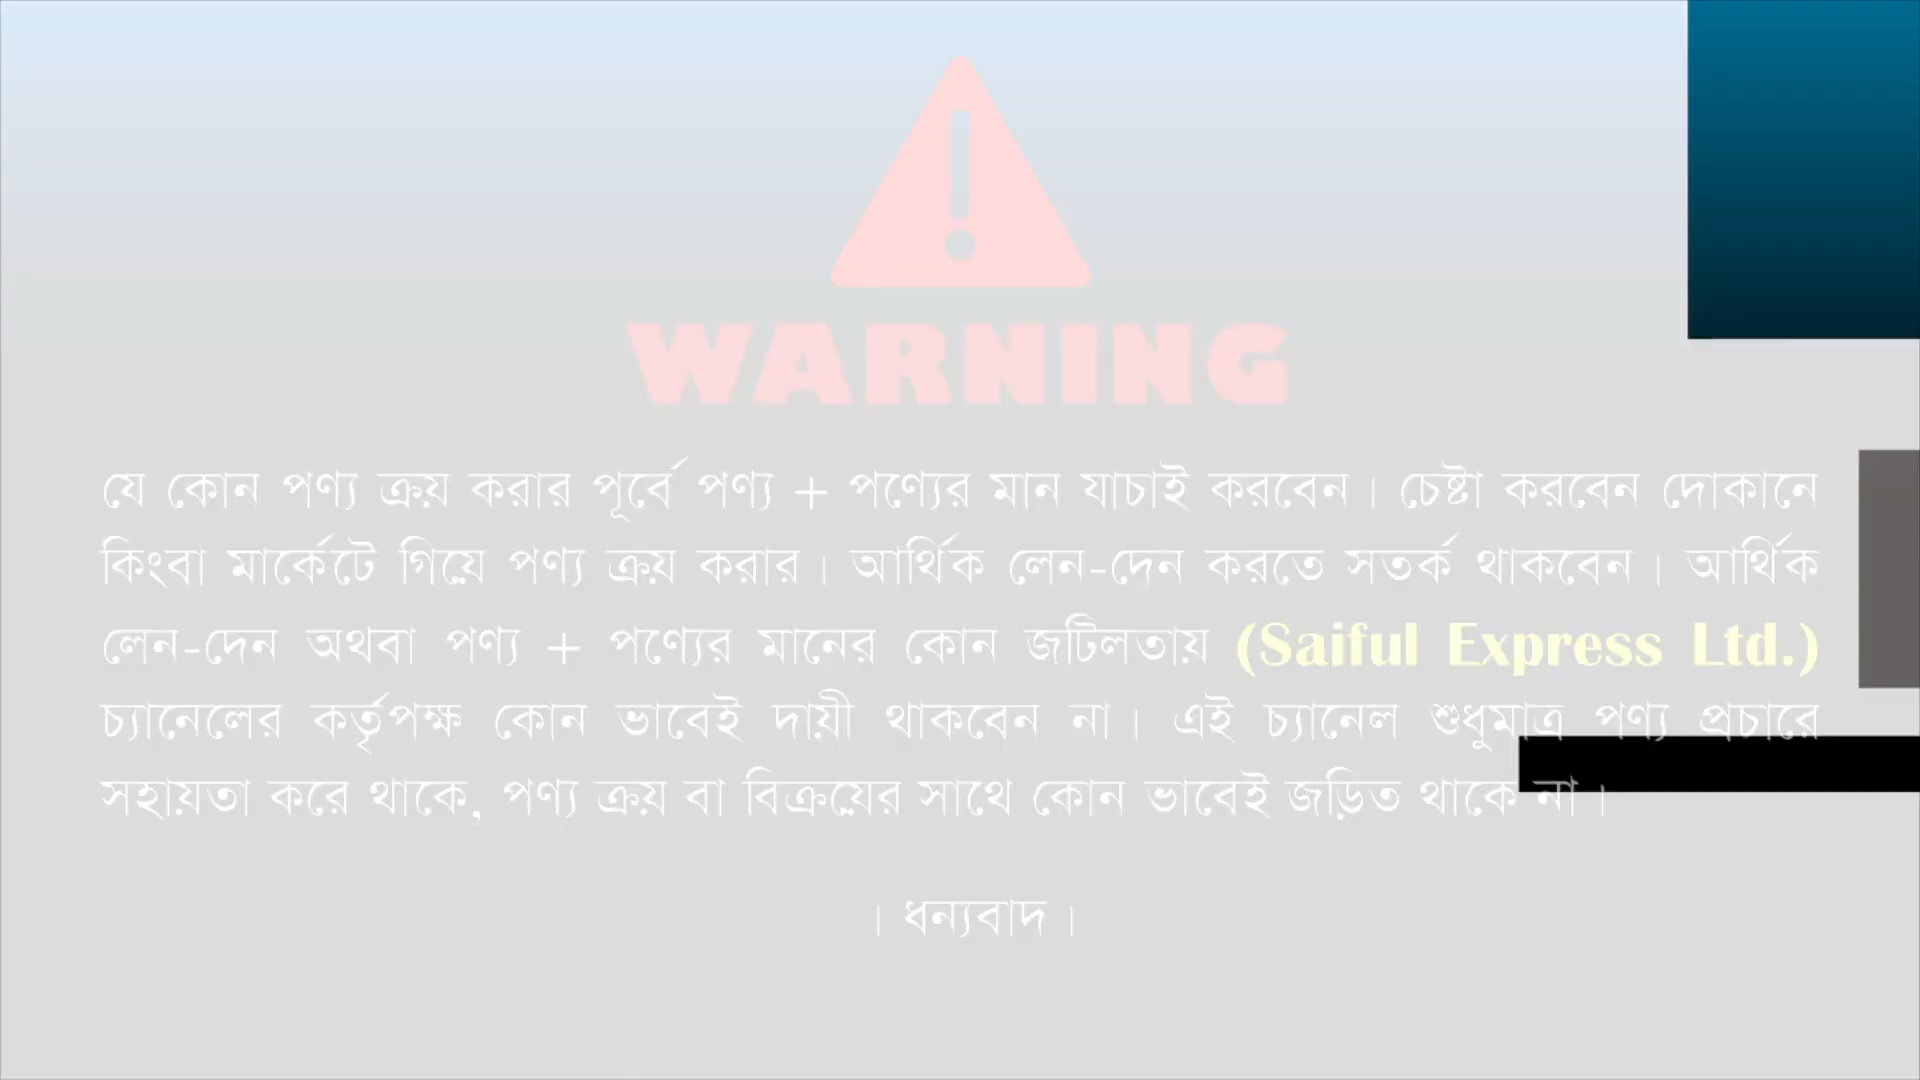 WARNING
যে কোন পণ্য ক্রয় করার পূর্বে পণ্য + পণ্যের মান যাচাই করবেন। চেষ্টা করবেন দোকানে
কিংবা মার্কেটে গিয়ে পণ্য ক্রয় করার। আর্থিক লেন-দেন করতে সতর্ক থাকবেন। আর্থিক
লেন-দেন অথবা পণ্য + পণ্যের মানের কোন জটিলতায় (Saiful Express Ltd.)
চ্যানেলের কর্তৃপক্ষ কোন ভাবেই দায়ী থাকবেন না। এই চ্যানেল শুধুমাত্র পণ্য প্রচারে
সহায়তা করে থাকে, পণ্য ক্রয় বা বিক্রয়ের সাথে কোন ভাবেই জড়িত থাকে না।
। ধন্যবাদ ।